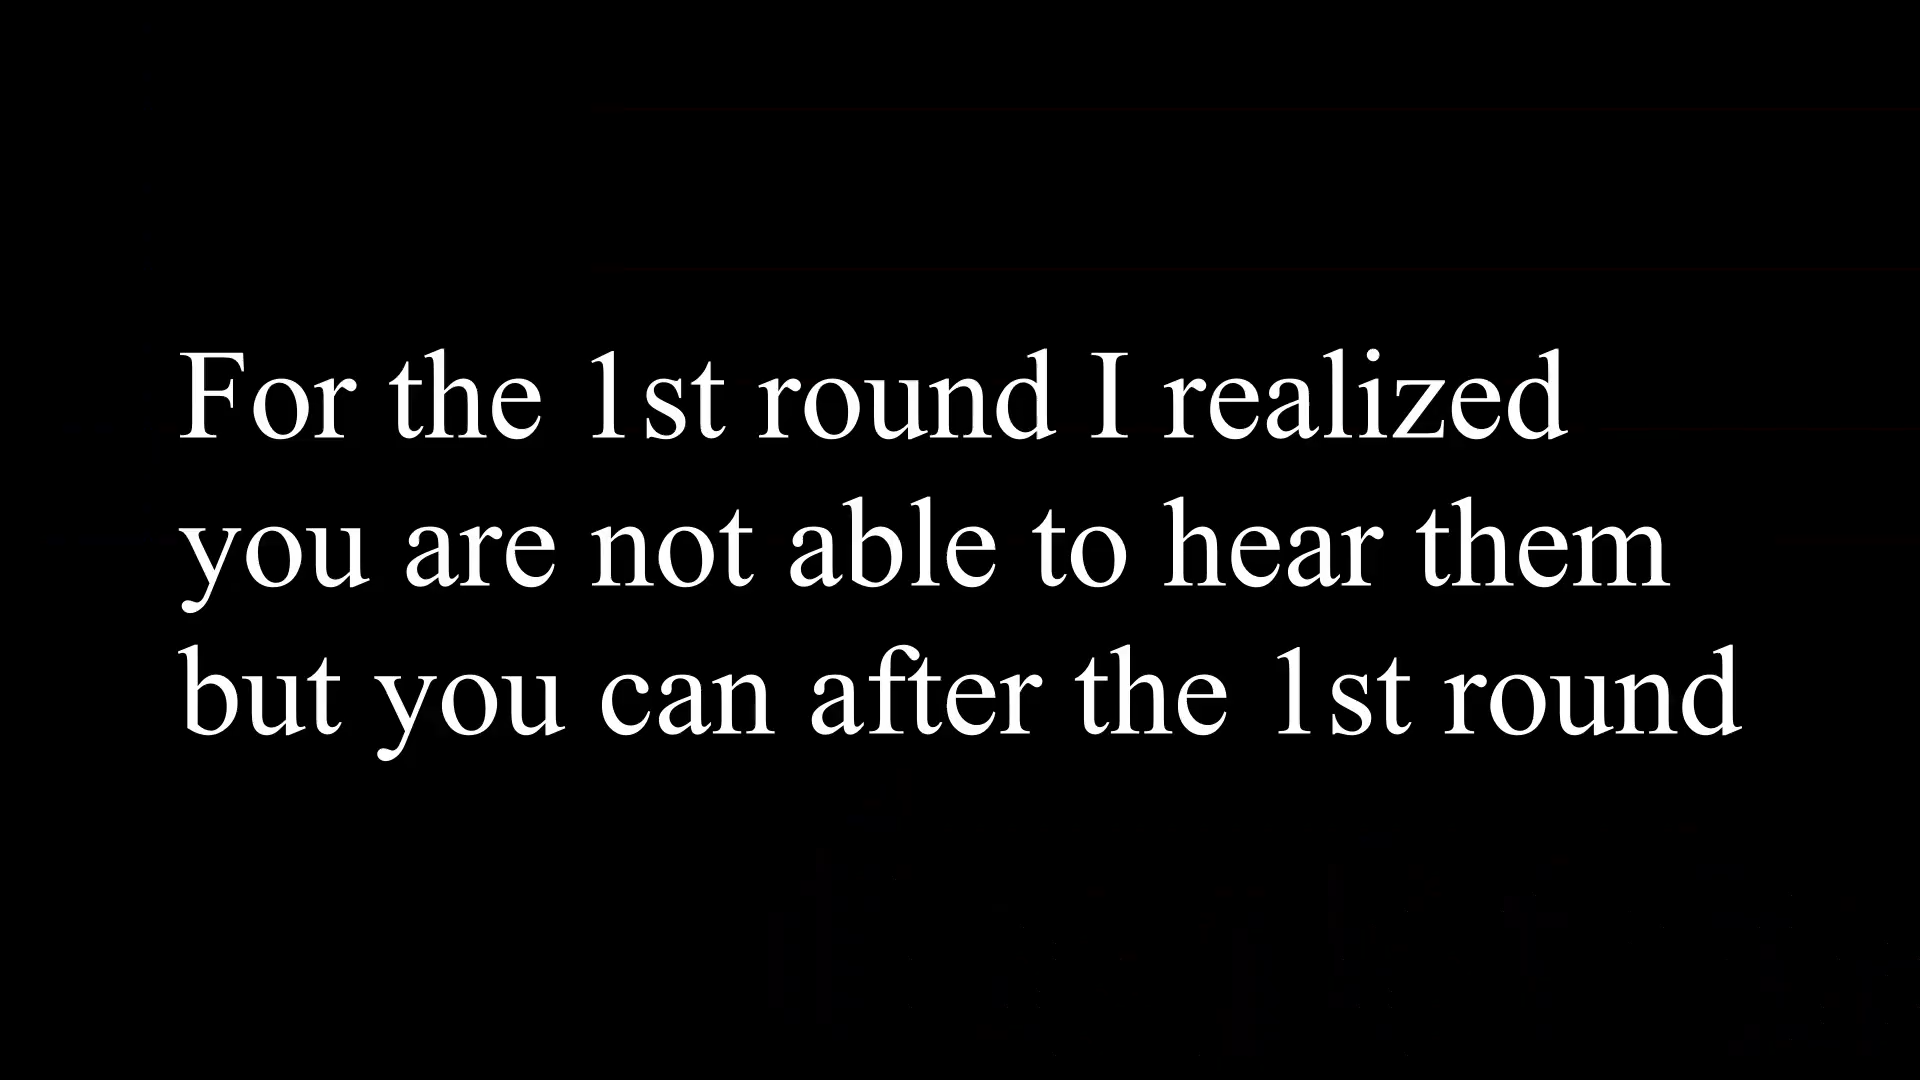 For the 1st round I realized
you are not able to hear them
but you can after the 1st round